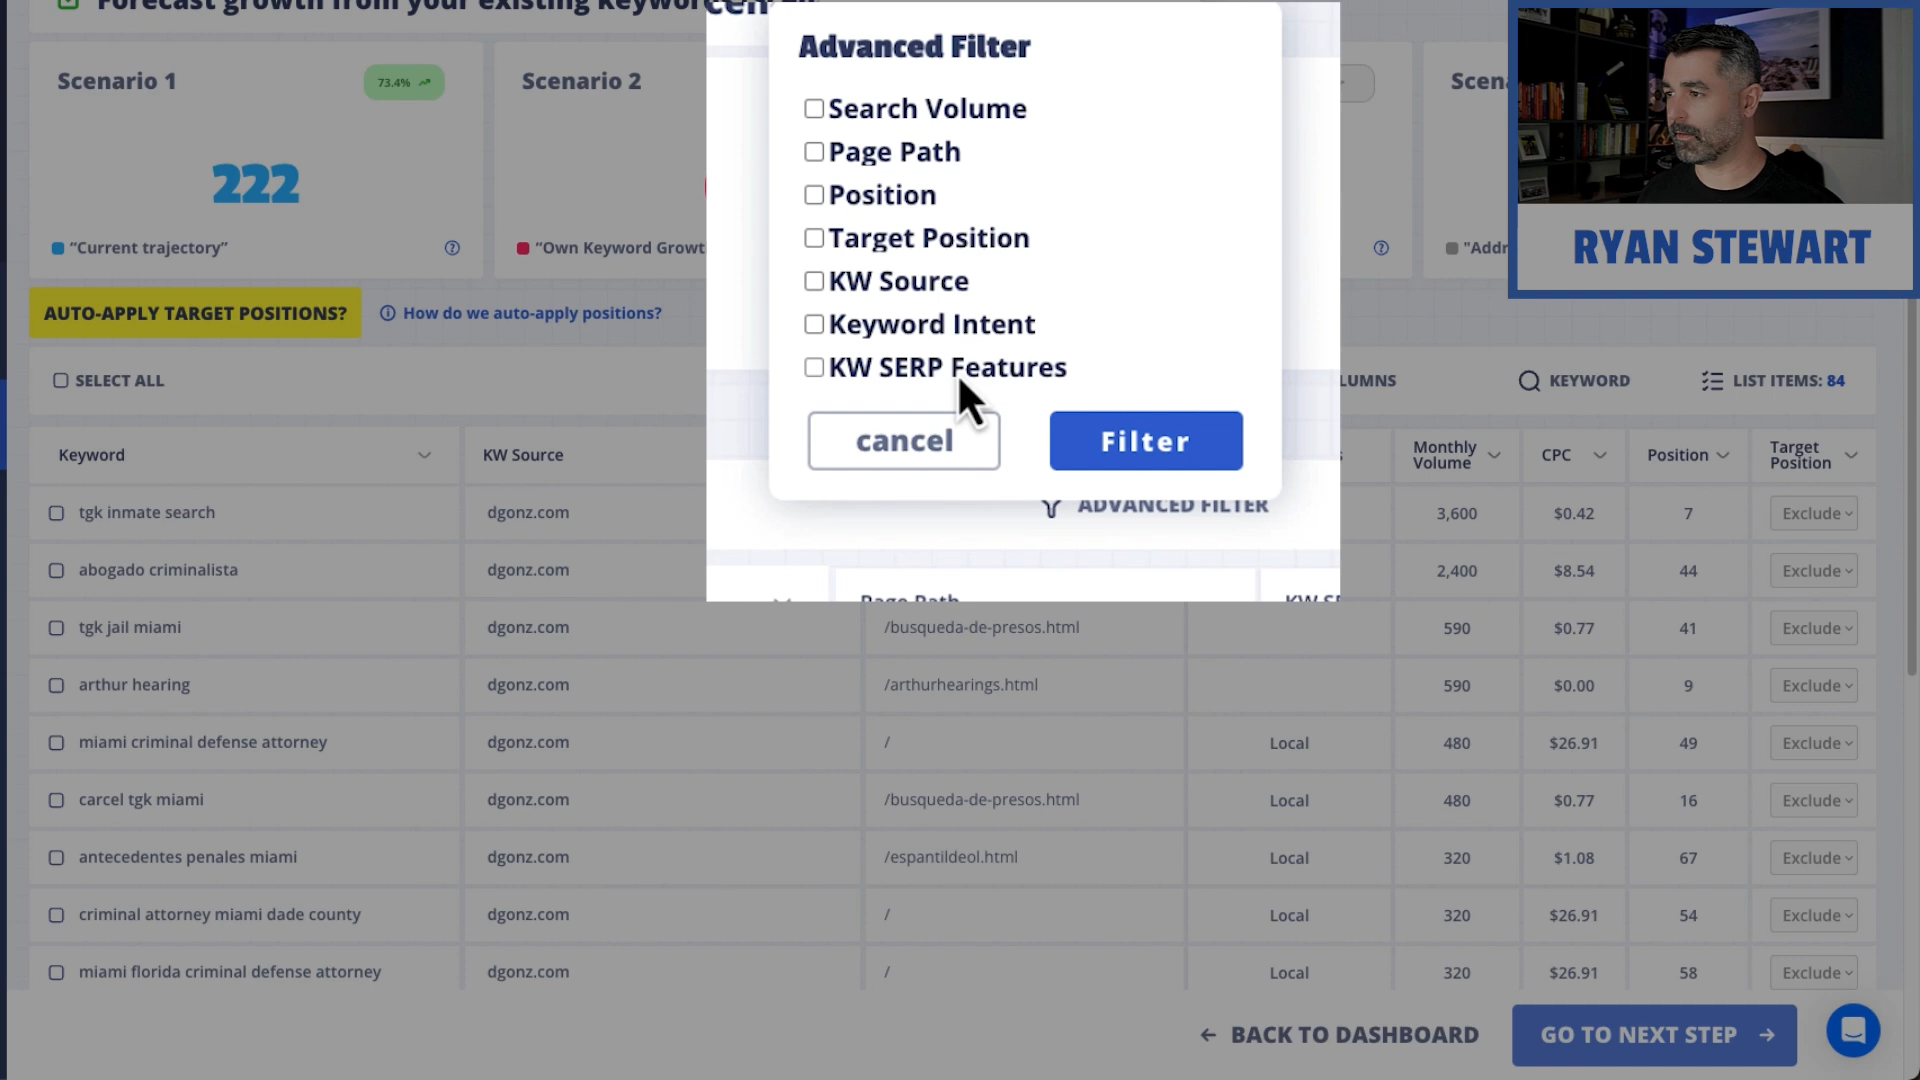 Forecast growth from your existing keywor
Scenario 1
73.4%
222
"Current trajectory"
Scenario 2
"Own Keyword Growt
Advanced Filter
Search Volume
Page Path
Position
Target Position
KW Source
Keyword Intent
KW SERP Features
cancel
Filter
ADVANCED FILTER
Page Path
KW SE
Scen
"Addr
RYAN STEWART
AUTO-APPLY TARGET POSITIONS?
How do we auto-apply positions?
SELECT ALL
LUMNS
KEYWORD
LIST ITEMS: 84
Keyword
KW Source
Monthly
Volume
CPC
Position
Target
Position
tgk inmate search
dgonz.com
3,600
$0.42
7
Exclude
abogado criminalista
dgonz.com
2,400
$8.54
44
Exclude
tgk jail miami
dgonz.com
/busqueda-de-presos.html
590
$0.77
41
Exclude
arthur hearing
dgonz.com
/arthurhearings.html
590
$0.00
9
Exclude
miami criminal defense attorney
dgonz.com
/
Local
480
$26.91
49
Exclude
carcel tgk miami
dgonz.com
/busqueda-de-presos.html
Local
480
$0.77
16
Exclude
antecedentes penales miami
dgonz.com
/espantildeol.html
Local
320
$1.08
67
Exclude
criminal attorney miami dade county
dgonz.com
/
Local
320
$26.91
54
Exclude
miami florida criminal defense attorney
dgonz.com
/
Local
320
$26.91
58
Exclude
BACK TO DASHBOARD
GO TO NEXT STEP